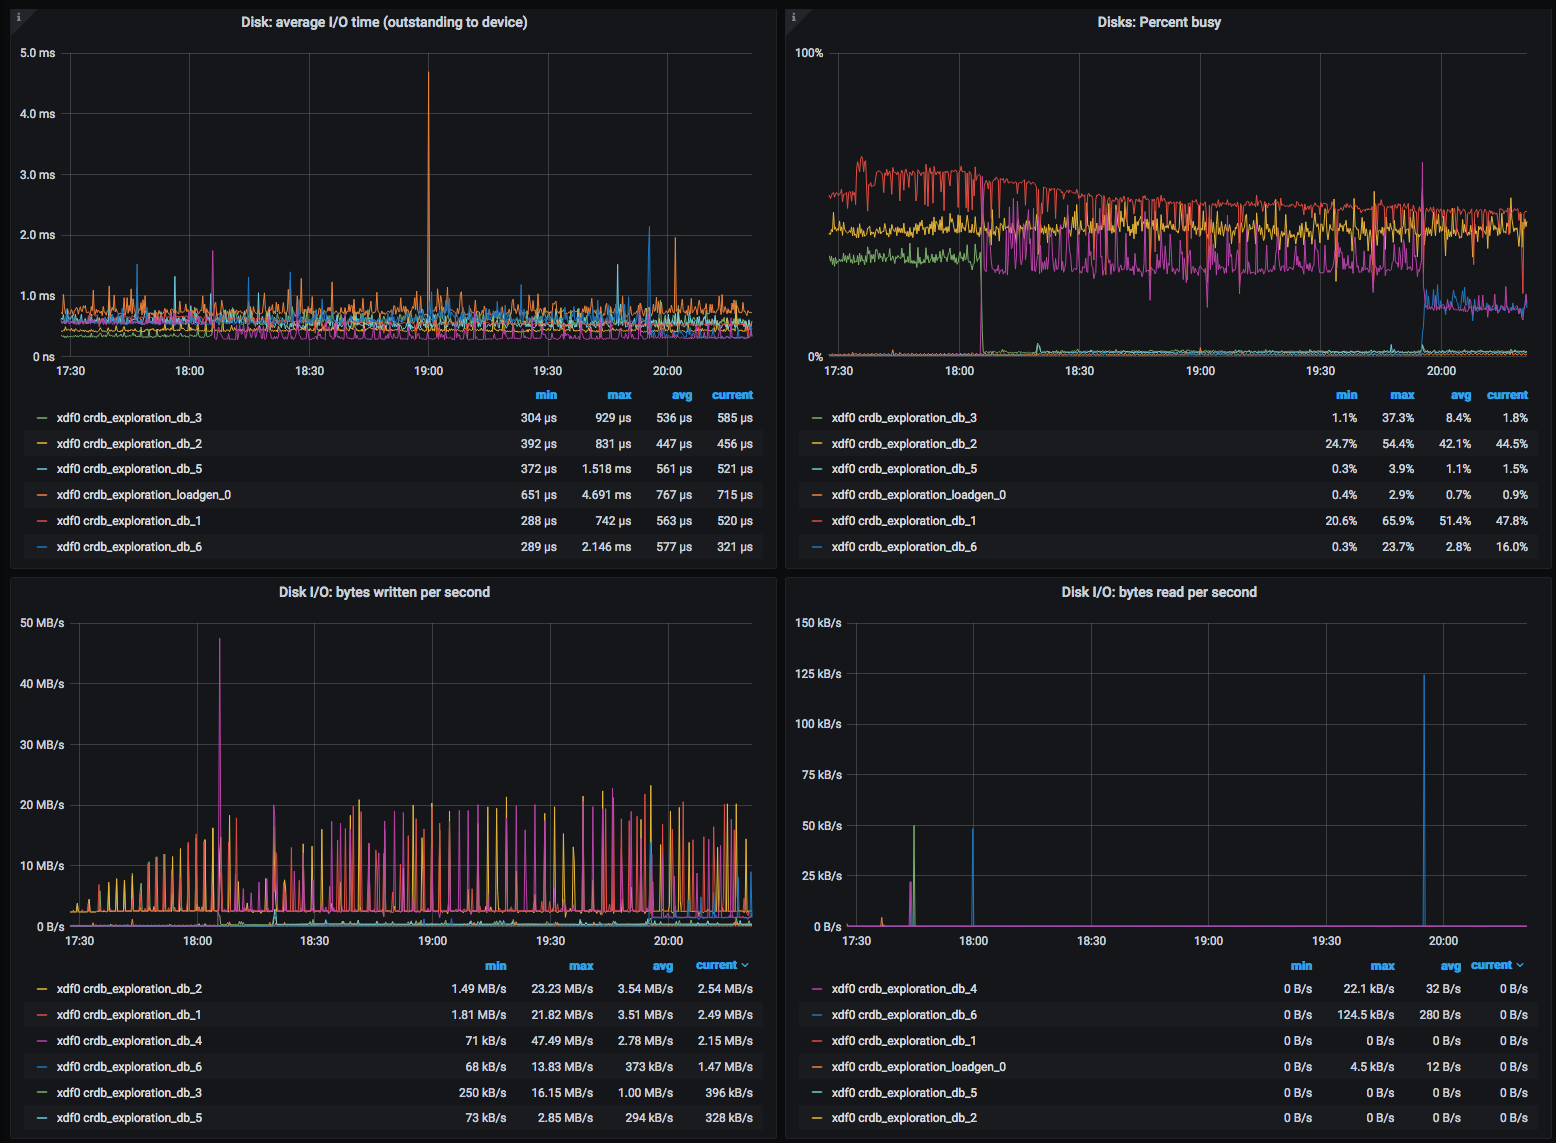 Disk: average I/O time (outstanding to device)
5.0 ms
4.0 ms
3.0 ms
2.0 ms
1.0 ms
0 ns
17:30 18:00 18:30 19:00 19:30 20:00
min max avg current
xdf0 crdb_exploration_db_3 304 µs 929 µs 536 µs 585 µs
xdf0 crdb_exploration_db_2 392 µs 831 µs 447 µs 456 µs
xdf0 crdb_exploration_db_5 372 µs 1.518 ms 561 µs 521 µs
xdf0 crdb_exploration_loadgen_0 651 µs 4.691 ms 767 µs 715 µs
xdf0 crdb_exploration_db_1 288 µs 742 µs 563 µs 520 µs
xdf0 crdb_exploration_db_6 289 µs 2.146 ms 577 µs 321 µs
Disks: Percent busy
100%
0%
17:30 18:00 18:30 19:00 19:30 20:00
min max avg current
xdf0 crdb_exploration_db_3 1.1% 37.3% 8.4% 1.8%
xdf0 crdb_exploration_db_2 24.7% 54.4% 42.1% 44.5%
xdf0 crdb_exploration_db_5 0.3% 3.9% 1.1% 1.5%
xdf0 crdb_exploration_loadgen_0 0.4% 2.9% 0.7% 0.9%
xdf0 crdb_exploration_db_1 20.6% 65.9% 51.4% 47.8%
xdf0 crdb_exploration_db_6 0.3% 23.7% 2.8% 16.0%
Disk I/O: bytes written per second
50 MB/s
40 MB/s
30 MB/s
20 MB/s
10 MB/s
0 B/s
17:30 18:00 18:30 19:00 19:30 20:00
min max avg current
xdf0 crdb_exploration_db_2 1.49 MB/s 23.23 MB/s 3.54 MB/s 2.54 MB/s
xdf0 crdb_exploration_db_1 1.81 MB/s 21.82 MB/s 3.51 MB/s 2.49 MB/s
xdf0 crdb_exploration_db_4 71 kB/s 47.49 MB/s 2.78 MB/s 2.15 MB/s
xdf0 crdb_exploration_db_6 68 kB/s 13.83 MB/s 373 kB/s 1.47 MB/s
xdf0 crdb_exploration_db_3 250 kB/s 16.15 MB/s 1.00 MB/s 396 kB/s
xdf0 crdb_exploration_db_5 73 kB/s 2.85 MB/s 294 kB/s 328 kB/s
Disk I/O: bytes read per second
150 kB/s
125 kB/s
100 kB/s
75 kB/s
50 kB/s
25 kB/s
0 B/s
17:30 18:00 18:30 19:00 19:30 20:00
min max avg current
xdf0 crdb_exploration_db_4 0 B/s 22.1 kB/s 32 B/s 0 B/s
xdf0 crdb_exploration_db_6 0 B/s 124.5 kB/s 280 B/s 0 B/s
xdf0 crdb_exploration_db_1 0 B/s 0 B/s 0 B/s 0 B/s
xdf0 crdb_exploration_loadgen_0 0 B/s 4.5 kB/s 12 B/s 0 B/s
xdf0 crdb_exploration_db_5 0 B/s 0 B/s 0 B/s 0 B/s
xdf0 crdb_exploration_db_2 0 B/s 0 B/s 0 B/s 0 B/s